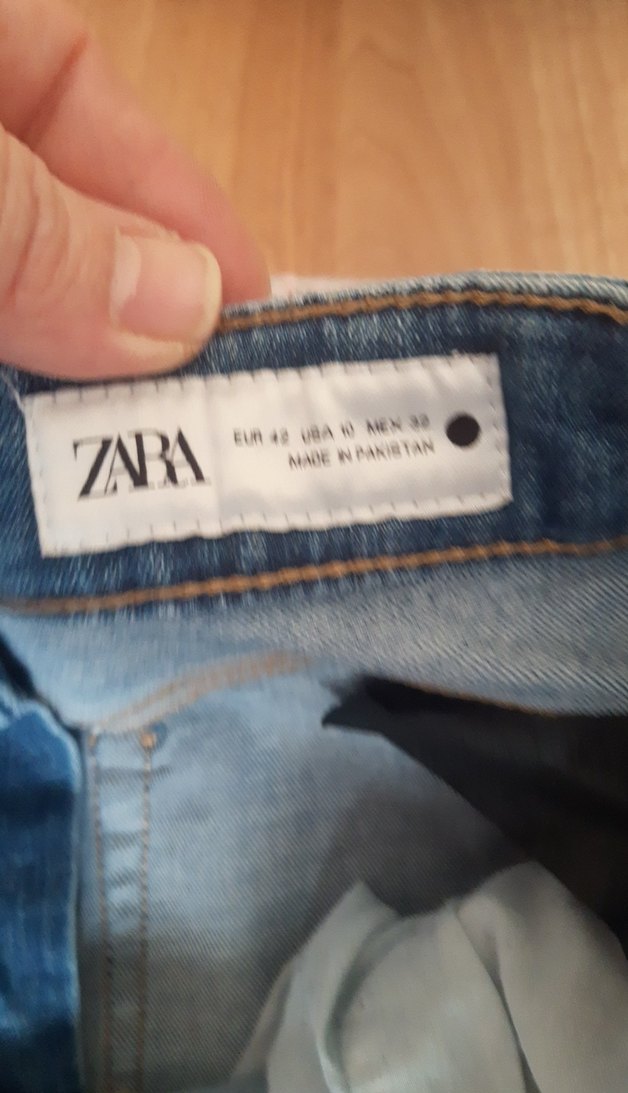 ZARA
EUR 42 USA 10 MEX 32
MADE IN PAKISTAN